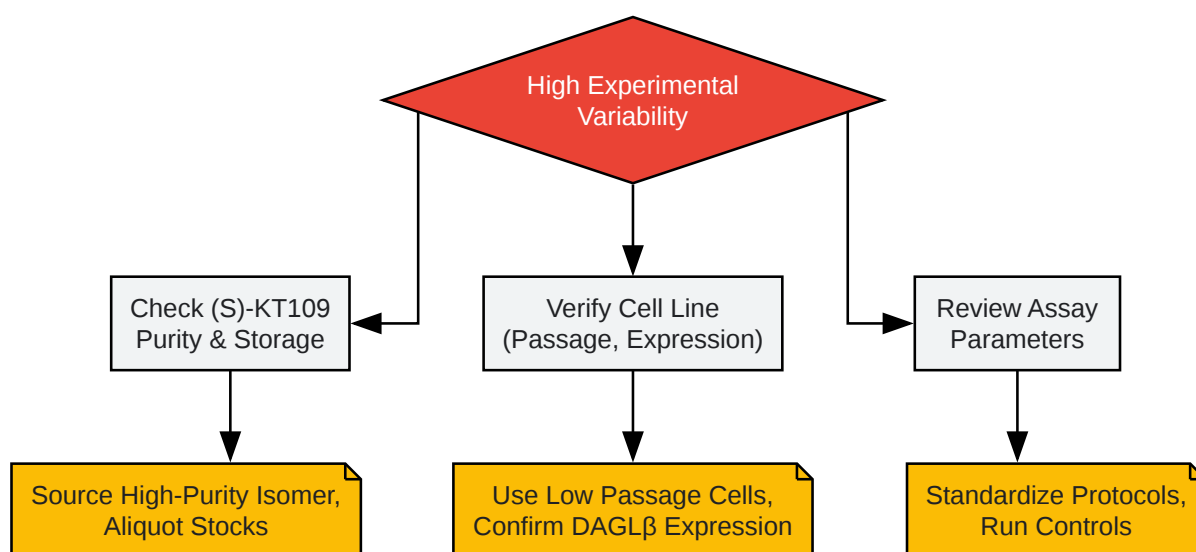 High Experimental
Variability
Check (S)-KT109
Purity & Storage
Verify Cell Line
(Passage, Expression)
Review Assay
Parameters
Source High-Purity Isomer,
Aliquot Stocks
Use Low Passage Cells,
Confirm DAGLβ Expression
Standardize Protocols,
Run Controls